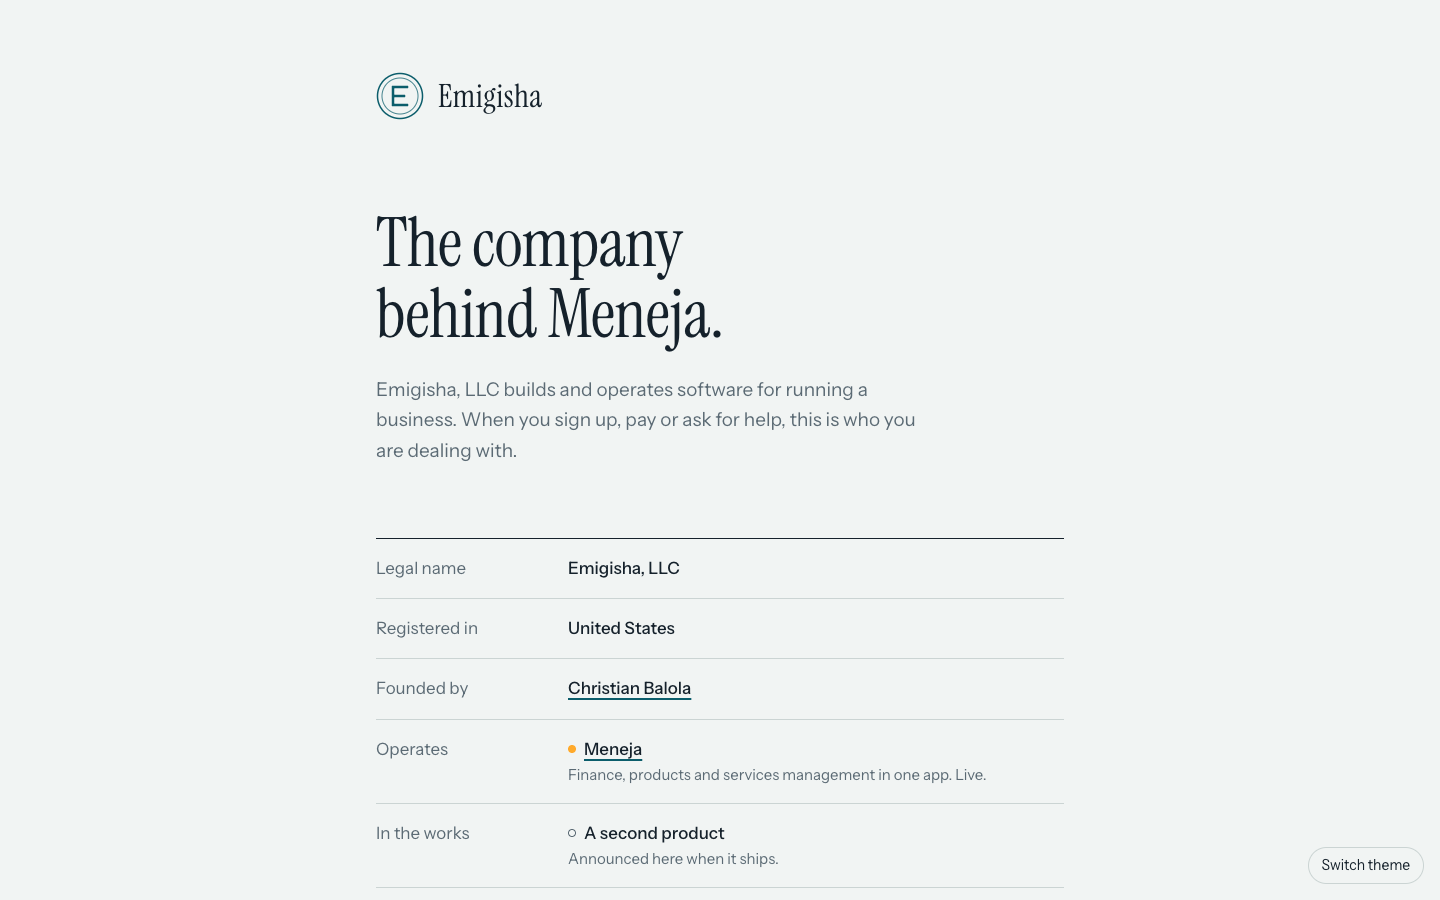 E
Emigisha
The company
behind Meneja.
Emigisha, LLC builds and operates software for running a
business. When you sign up, pay or ask for help, this is who you
are dealing with.
Legal name
Emigisha, LLC
Registered in
United States
Founded by
Christian Balola
Operates
Meneja
Finance, products and services management in one app. Live.
In the works
A second product
Announced here when it ships.
Switch theme